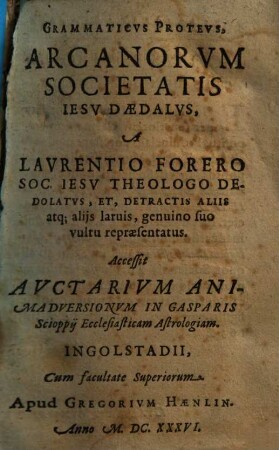 GRAMMATICVS PROTEVS,
ARCANORVM
SOCIETATIS
IESV DÆDALVS,
A
LAVRENTIO FORERO
SOC. IESV THEOLOGO DE-
DOLATVS, ET, DETRACTIS ALIIS
atq; alijs laruis, genuino suo
vultu repræsentatus.
Accessit
AVCTARIVM ANI-
MADVERSIONVM IN GASPARIS
Scioppij Ecclesiasticam Astrologiam.
INGOLSTADII,
Cum facultate Superiorum.
Apud GREGORIVM HÆNLIN.
Anno M. DC. XXXVI.